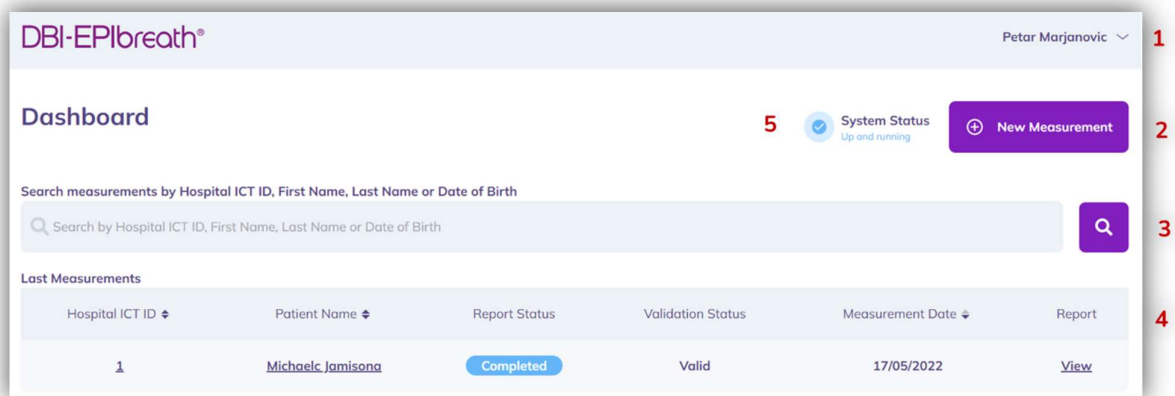 DBI-EPIbreath®
Petar Marjanovic
1
Dashboard
5
System Status
Up and running
New Measurement
2
Search measurements by Hospital ICT ID, First Name, Last Name or Date of Birth
Search by Hospital ICT ID, First Name, Last Name or Date of Birth
3
Last Measurements
Hospital ICT ID Patient Name Report Status Validation Status Measurement Date Report
4
1 Michaelc Jamisona Completed Valid 17/05/2022 View